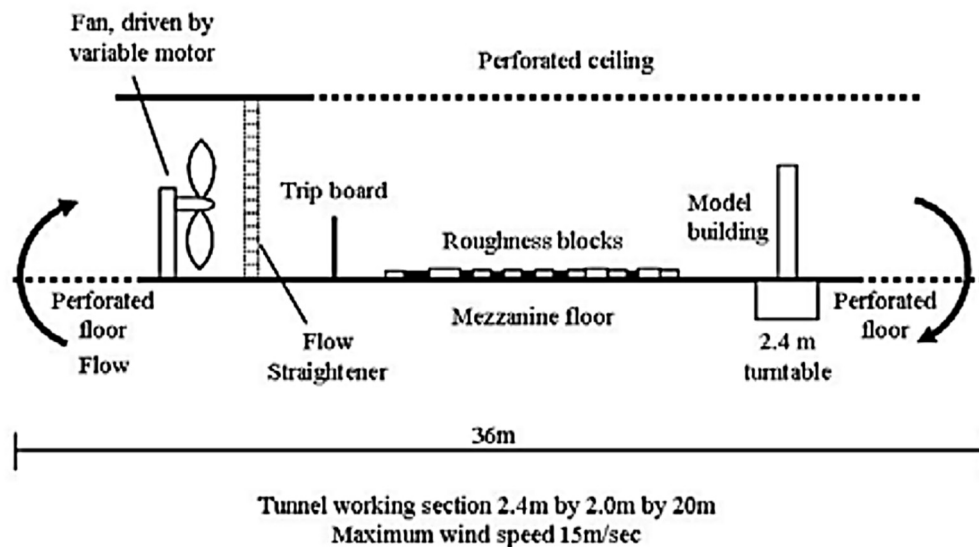 Fan, driven by
variable motor
Perforated ceiling
Trip board
Model
building
Roughness blocks
Perforated
floor
Mezzanine floor
Perforated
floor
Flow
Flow
Straightener
2.4 m
turntable
36m
Tunnel working section 2.4m by 2.0m by 20m
Maximum wind speed 15m/sec